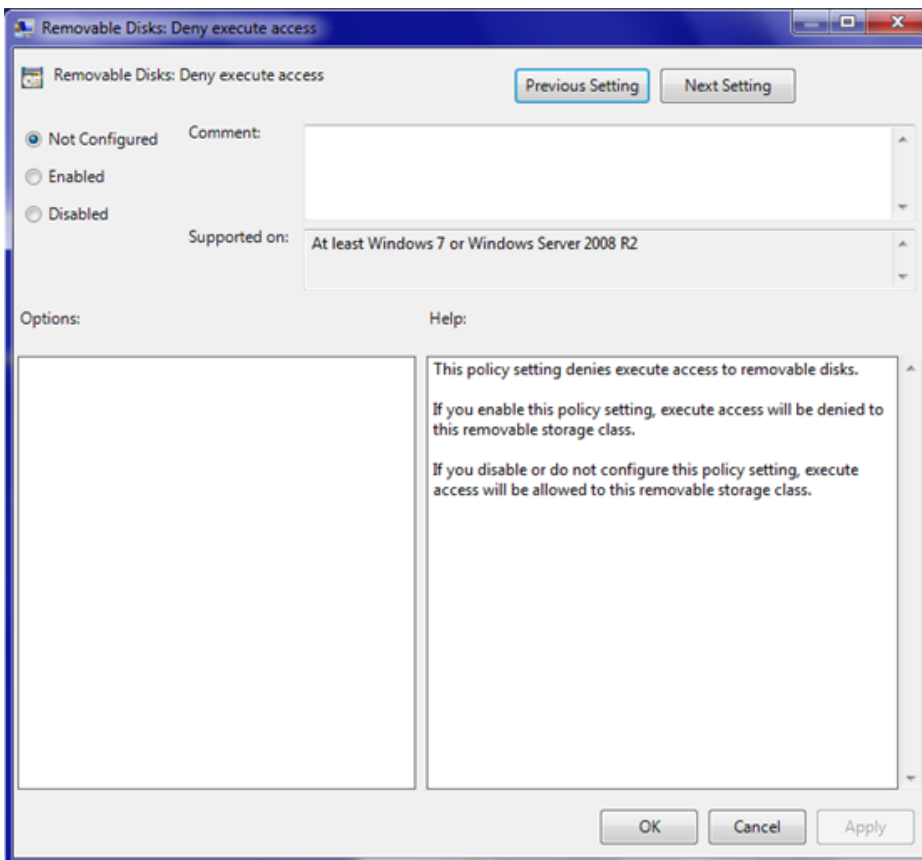 Removable Disks: Deny execute access
Removable Disks: Deny execute access
Previous Setting
Next Setting
Not Configured
Comment:
Enabled
Disabled
Supported on:
At least Windows 7 or Windows Server 2008 R2
Options:
Help:
This policy setting denies execute access to removable disks.
If you enable this policy setting, execute access will be denied to
this removable storage class.
If you disable or do not configure this policy setting, execute
access will be allowed to this removable storage class.
OK
Cancel
Apply